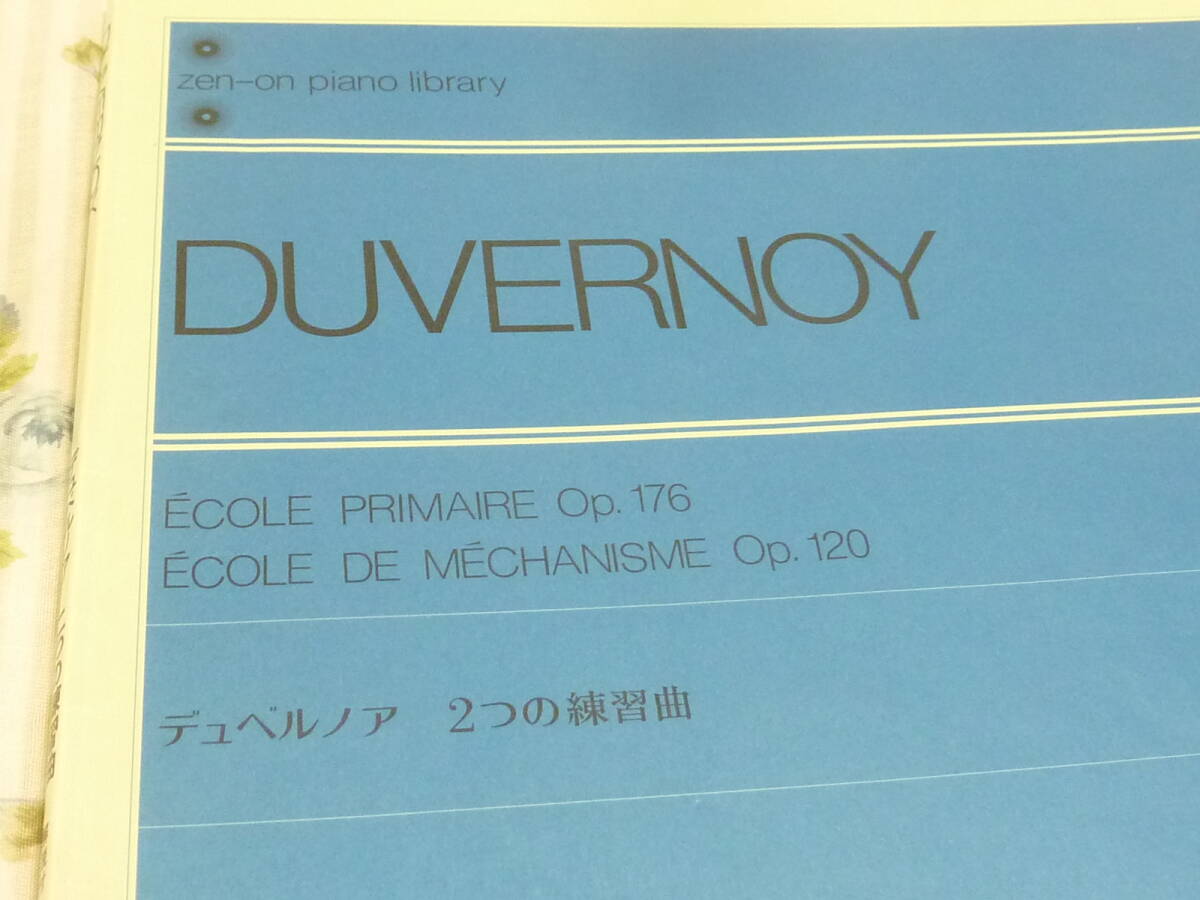 zen-on piano library
DUVERNOY
ÉCOLE PRIMAIRE Op. 176
ÉCOLE DE MÉCHANISME Op. 120
デュベルノア 2つの練習曲